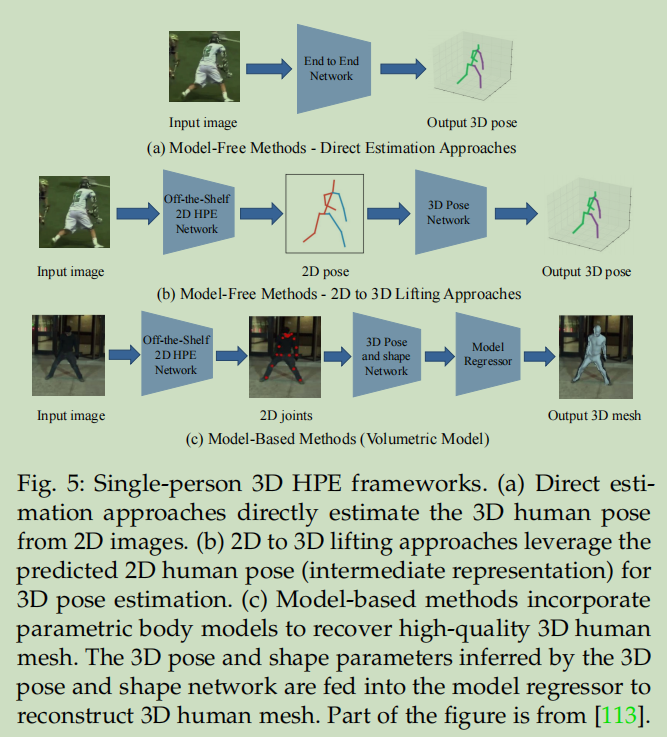 End to End
Network
Input image
Output 3D pose
(a) Model-Free Methods - Direct Estimation Approaches
Off-the-Shelf
2D HPE
Network
3D Pose
Network
Input image
2D pose
Output 3D pose
(b) Model-Free Methods - 2D to 3D Lifting Approaches
Off-the-Shelf
2D HPE
Network
3D Pose
and shape
Network
Model
Regressor
Input image
2D joints
Output 3D mesh
(c) Model-Based Methods (Volumetric Model)
Fig. 5: Single-person 3D HPE frameworks. (a) Direct esti-
mation approaches directly estimate the 3D human pose
from 2D images. (b) 2D to 3D lifting approaches leverage the
predicted 2D human pose (intermediate representation) for
3D pose estimation. (c) Model-based methods incorporate
parametric body models to recover high-quality 3D human
mesh. The 3D pose and shape parameters inferred by the 3D
pose and shape network are fed into the model regressor to
reconstruct 3D human mesh. Part of the figure is from [113].